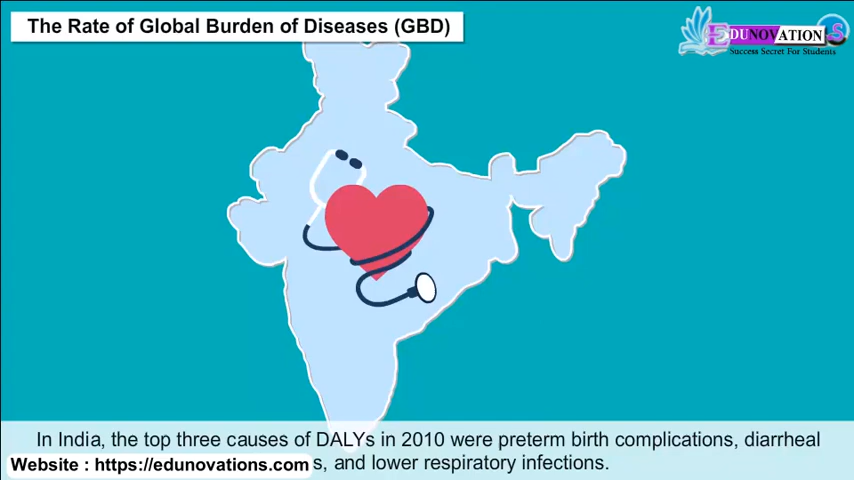 The Rate of Global Burden of Diseases (GBD)
EDUNOVATIONS
Success Secret For Students
In India, the top three causes of DALYs in 2010 were preterm birth complications, diarrheal
Website : https://edunovations.com s, and lower respiratory infections.